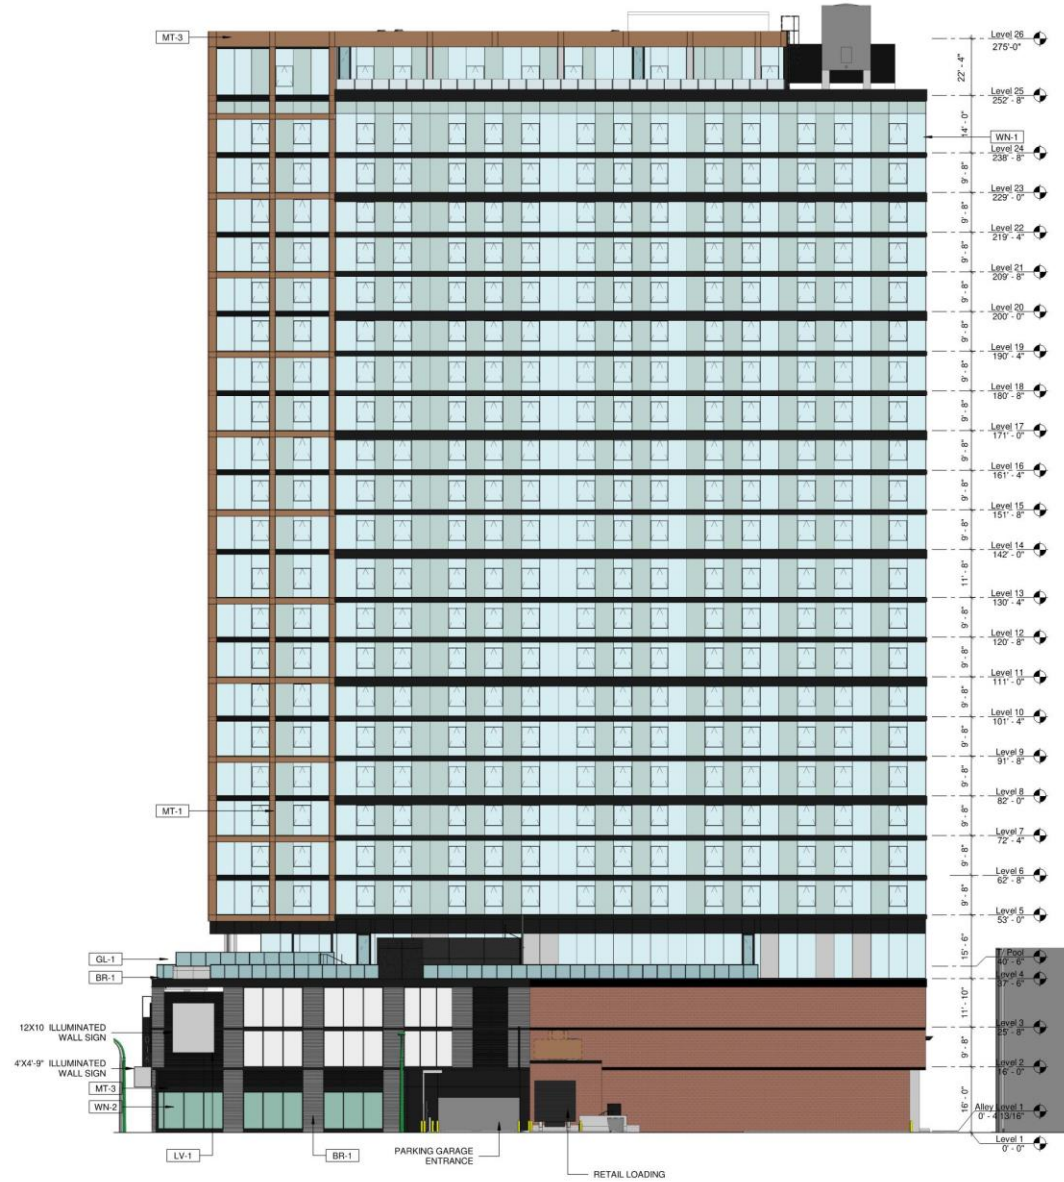 MT-3
Level 26
275'-0"
22' - 4"
Level 25
252' - 8"
14' - 0"
WN-1
Level 24
238' - 8"
9' - 8"
Level 23
229' - 0"
9' - 8"
Level 22
219' - 4"
9' - 8"
Level 21
209' - 8"
9' - 8"
Level 20
200' - 0"
9' - 8"
Level 19
190' - 4"
9' - 8"
Level 18
180' - 8"
9' - 8"
Level 17
171' - 0"
9' - 8"
Level 16
161' - 4"
9' - 8"
Level 15
151' - 8"
9' - 8"
Level 14
142' - 0"
11' - 8"
Level 13
130' - 4"
9' - 8"
Level 12
120' - 8"
9' - 8"
Level 11
111' - 0"
9' - 8"
Level 10
101' - 4"
9' - 8"
Level 9
91' - 8"
9' - 8"
Level 8
82' - 0"
MT-1
9' - 8"
Level 7
72' - 4"
9' - 8"
Level 6
62' - 8"
9' - 8"
Level 5
53' - 0"
15' - 6"
GL-1
T/ Pool
40' - 6"
BR-1
Level 4
37' - 6"
11' - 10"
12X10 ILLUMINATED
WALL SIGN
Level 3
25' - 8"
9' - 8"
4'X4'-9" ILLUMINATED
WALL SIGN
Level 2
16' - 0"
MT-3
WN-2
16' - 0"
Alley Level 1
0' - 4 13/16"
Level 1
0' - 0"
LV-1
BR-1
PARKING GARAGE
ENTRANCE
RETAIL LOADING